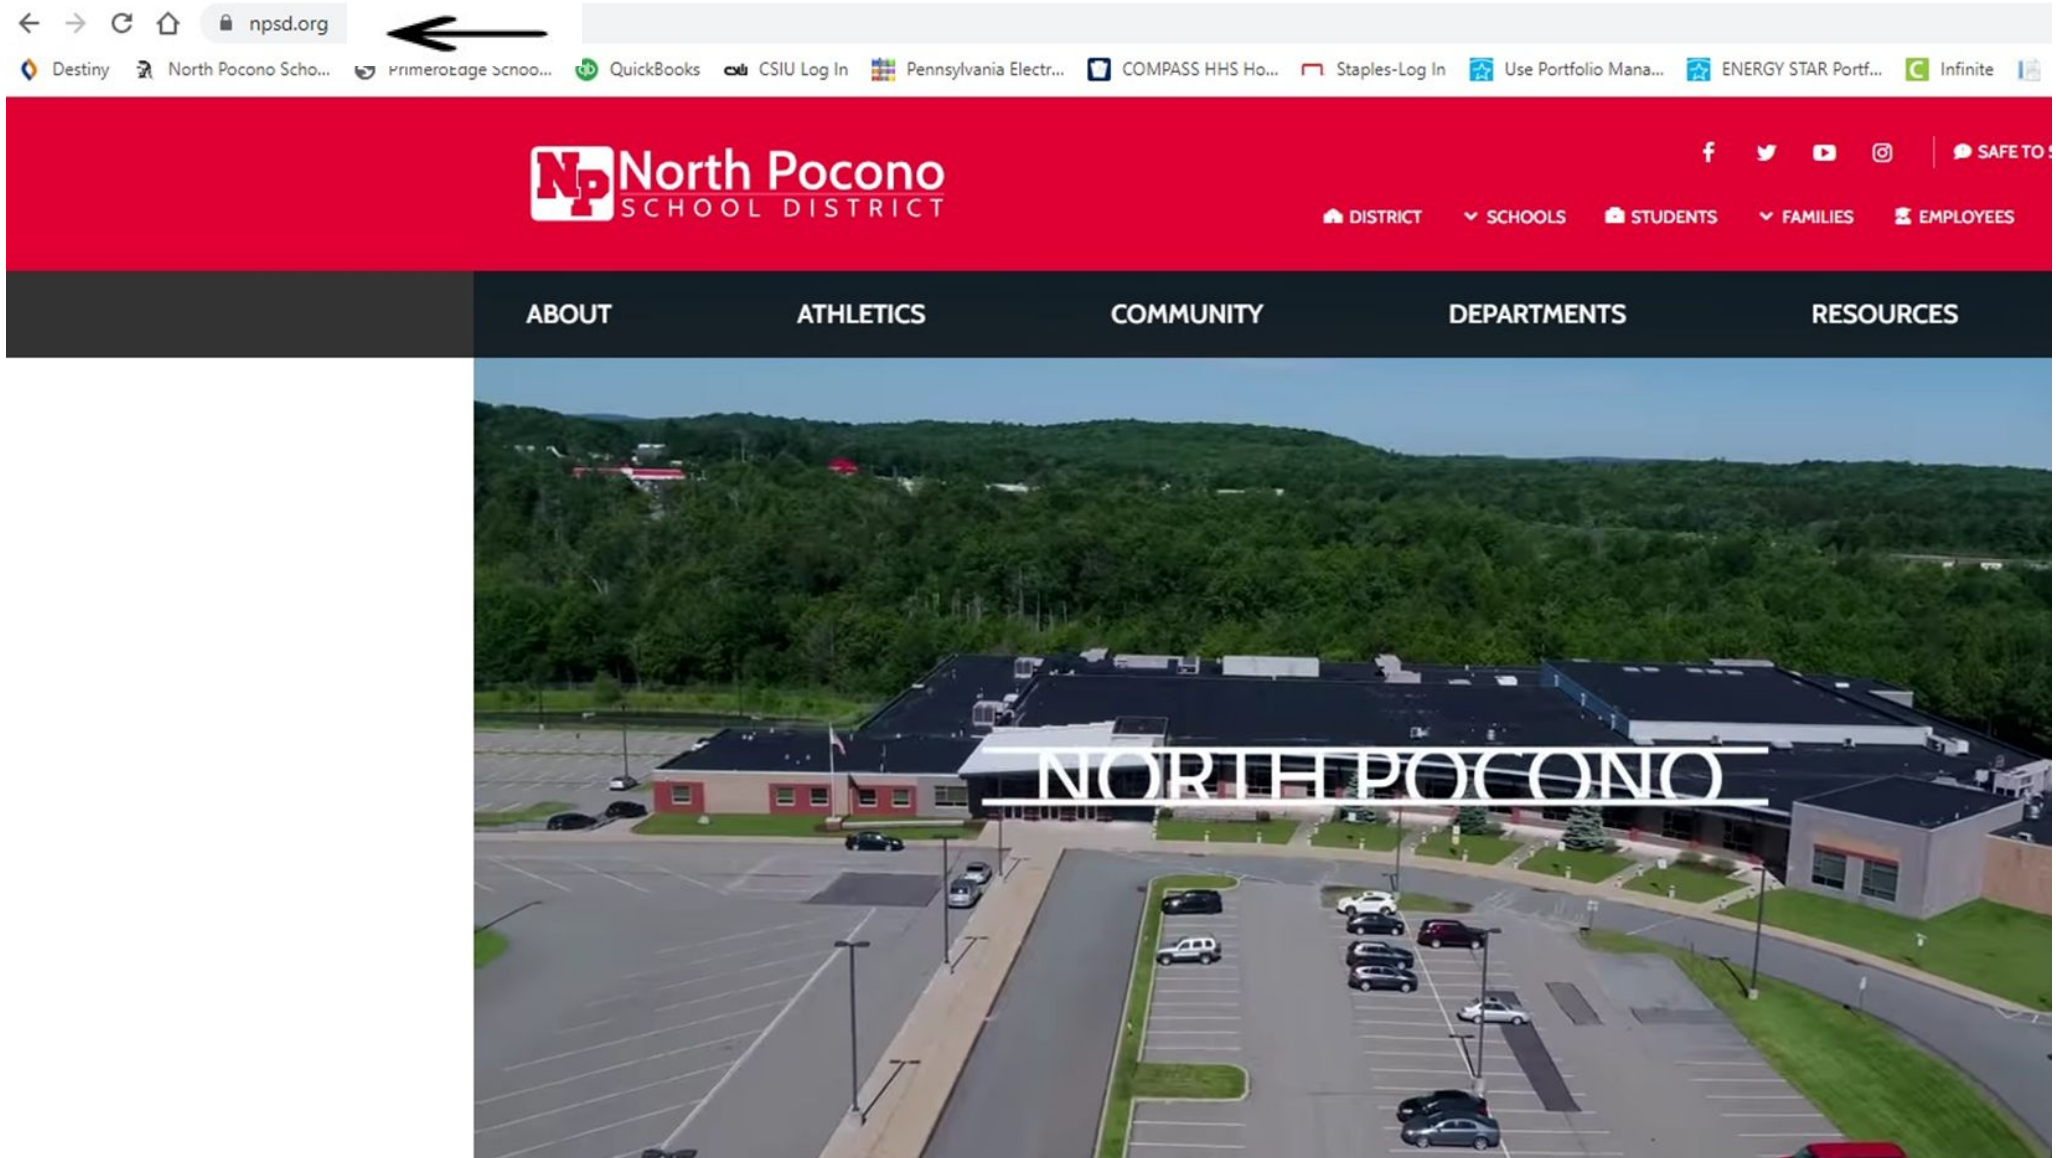 npsd.org
Destiny North Pocono Scho... PrimeroEdge Schoo... QuickBooks CSIU Log In Pennsylvania Electr... COMPASS HHS Ho... Staples-Log In Use Portfolio Mana... ENERGY STAR Portf... Infinite
SAFE TO S
NP North Pocono
SCHOOL DISTRICT
DISTRICT SCHOOLS STUDENTS FAMILIES EMPLOYEES
ABOUT ATHLETICS COMMUNITY DEPARTMENTS RESOURCES
NORTH POCONO